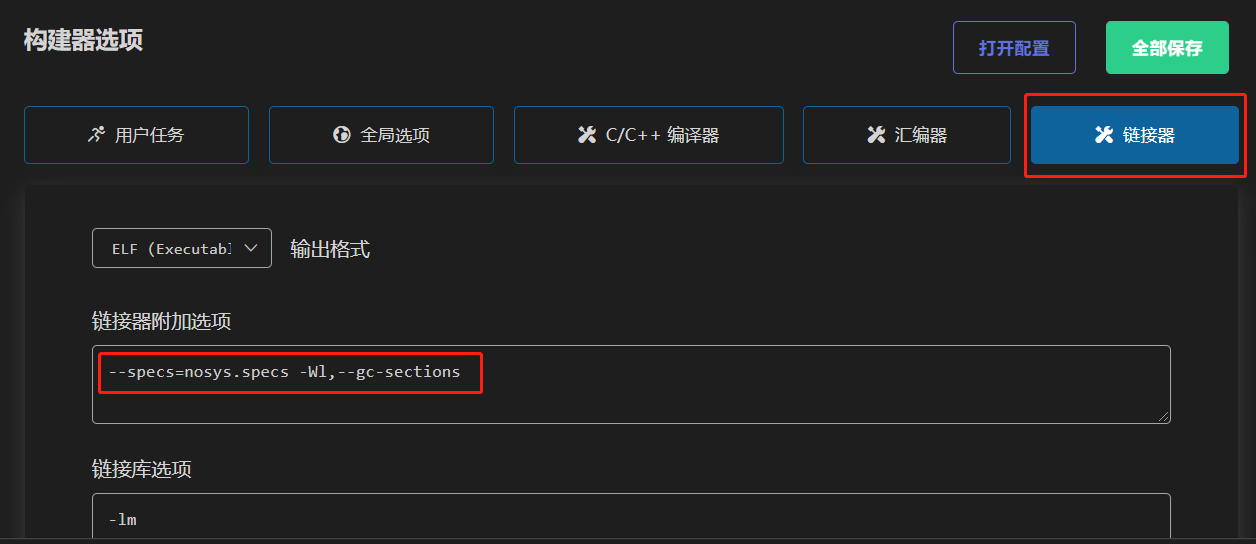 构建器选项
打开配置
全部保存
用户任务
全局选项
C/C++ 编译器
汇编器
链接器
ELF (Executabl
输出格式
链接器附加选项
--specs=nosys.specs -Wl,--gc-sections
链接库选项
-lm